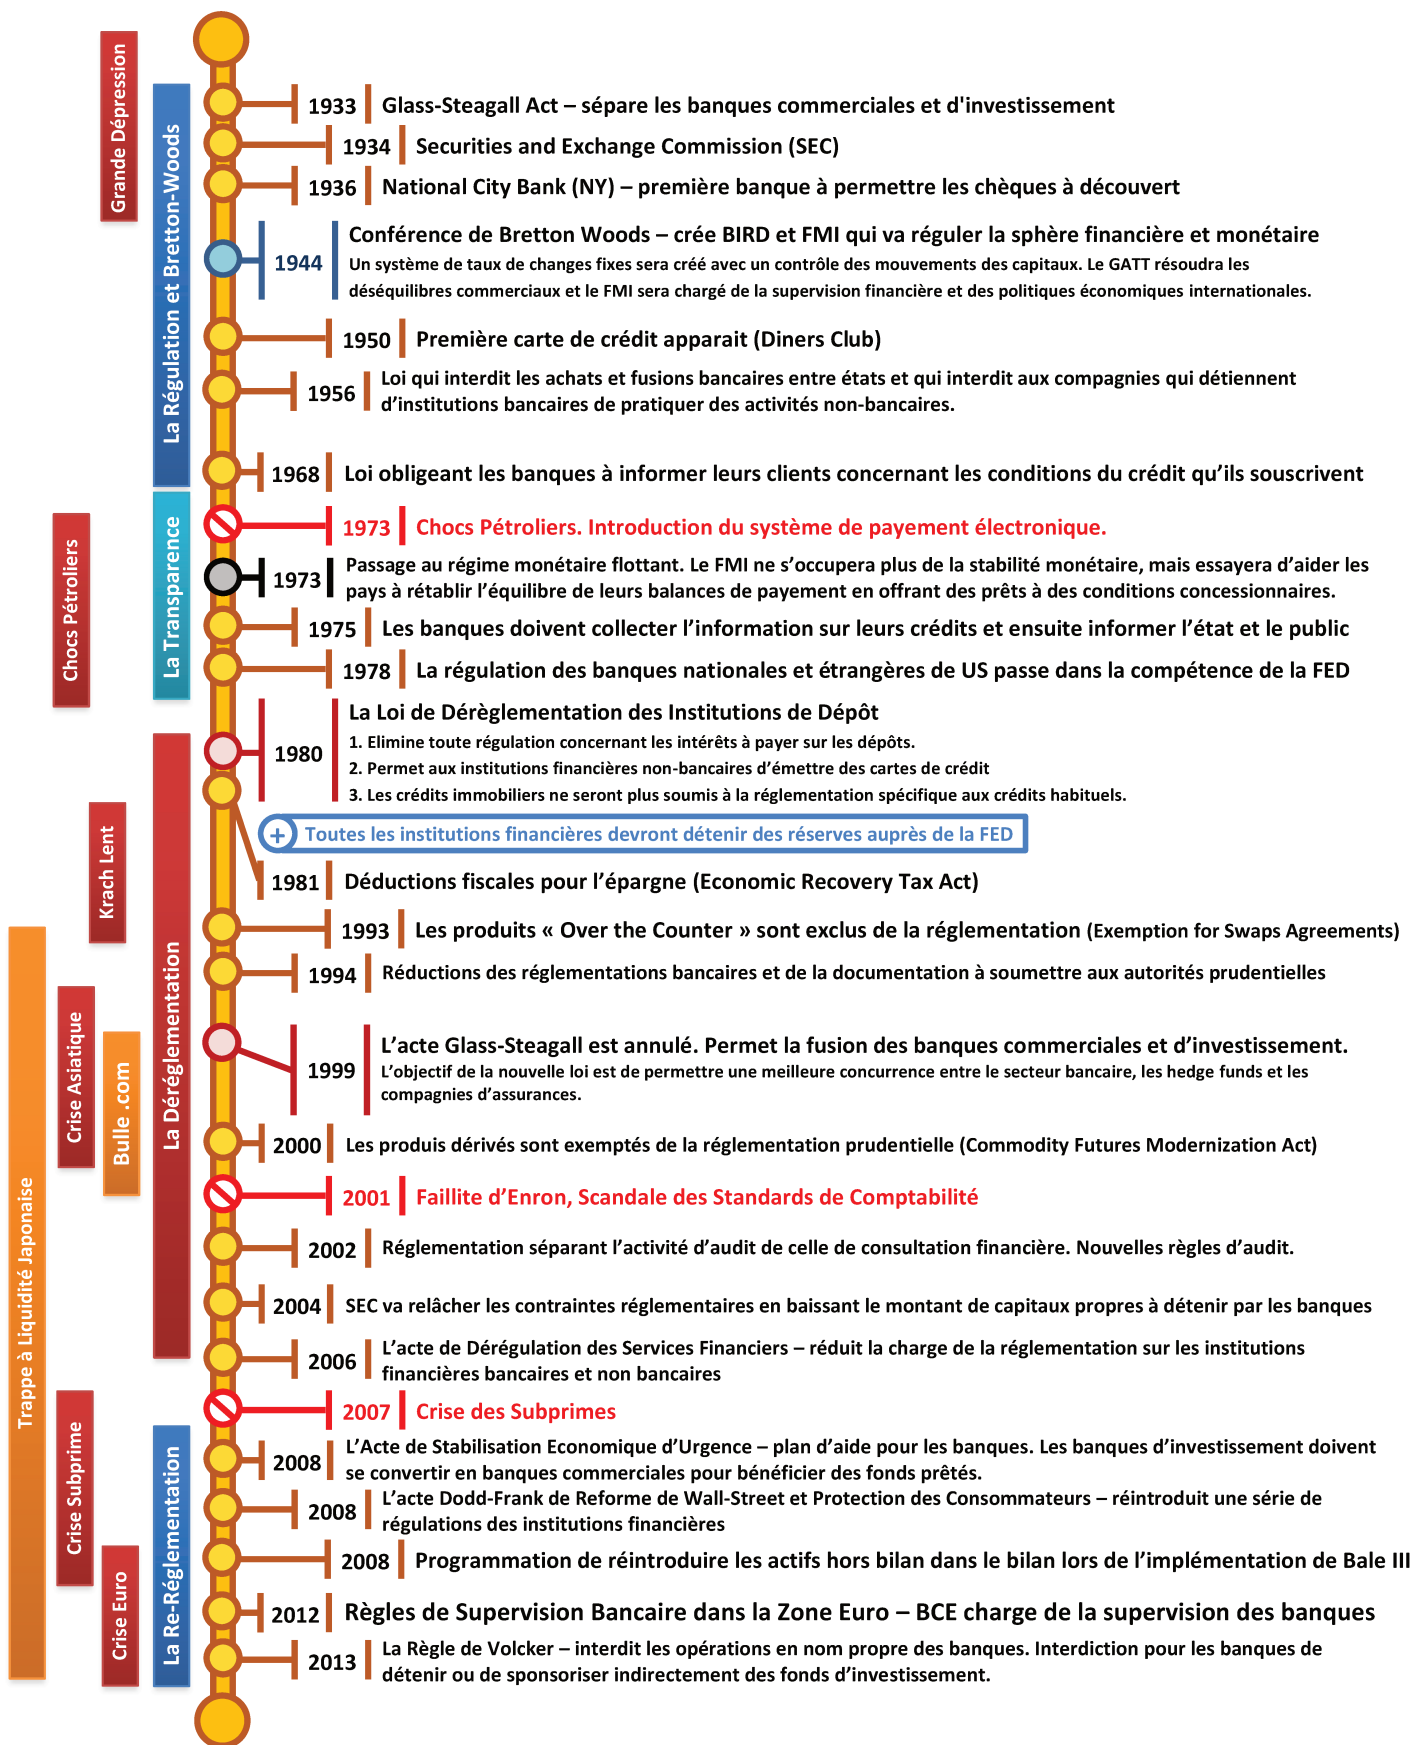 Grande Dépression
La Régulation et Bretton-Woods
1933 Glass-Steagall Act – sépare les banques commerciales et d'investissement
1934 Securities and Exchange Commission (SEC)
1936 National City Bank (NY) – première banque à permettre les chèques à découvert
1944 Conférence de Bretton Woods – crée BIRD et FMI qui va réguler la sphère financière et monétaire
Un système de taux de changes fixes sera créé avec un contrôle des mouvements des capitaux. Le GATT résoudra les
déséquilibres commerciaux et le FMI sera chargé de la supervision financière et des politiques économiques internationales.
1950 Première carte de crédit apparait (Diners Club)
1956 Loi qui interdit les achats et fusions bancaires entre états et qui interdit aux compagnies qui détiennent
d’institutions bancaires de pratiquer des activités non-bancaires.
1968 Loi obligeant les banques à informer leurs clients concernant les conditions du crédit qu’ils souscrivent
Chocs Pétroliers
La Transparence
1973 Chocs Pétroliers. Introduction du système de payement électronique.
1973 Passage au régime monétaire flottant. Le FMI ne s’occupera plus de la stabilité monétaire, mais essayera d’aider les
pays à rétablir l’équilibre de leurs balances de payement en offrant des prêts à des conditions concessionnaires.
1975 Les banques doivent collecter l’information sur leurs crédits et ensuite informer l’état et le public
1978 La régulation des banques nationales et étrangères de US passe dans la compétence de la FED
La Déréglementation
1980 La Loi de Dérèglementation des Institutions de Dépôt
1. Elimine toute régulation concernant les intérêts à payer sur les dépôts.
2. Permet aux institutions financières non-bancaires d’émettre des cartes de crédit
3. Les crédits immobiliers ne seront plus soumis à la réglementation spécifique aux crédits habituels.
+ Toutes les institutions financières devront détenir des réserves auprès de la FED
Krach Lent
1981 Déductions fiscales pour l’épargne (Economic Recovery Tax Act)
Trappe à Liquidité Japonaise
1993 Les produits « Over the Counter » sont exclus de la réglementation (Exemption for Swaps Agreements)
1994 Réductions des réglementations bancaires et de la documentation à soumettre aux autorités prudentielles
Crise Asiatique
Bulle .com
1999 L’acte Glass-Steagall est annulé. Permet la fusion des banques commerciales et d’investissement.
L’objectif de la nouvelle loi est de permettre une meilleure concurrence entre le secteur bancaire, les hedge funds et les
compagnies d’assurances.
2000 Les produis dérivés sont exemptés de la réglementation prudentielle (Commodity Futures Modernization Act)
2001 Faillite d’Enron, Scandale des Standards de Comptabilité
2002 Réglementation séparant l’activité d’audit de celle de consultation financière. Nouvelles règles d’audit.
2004 SEC va relâcher les contraintes réglementaires en baissant le montant de capitaux propres à détenir par les banques
2006 L’acte de Dérégulation des Services Financiers – réduit la charge de la réglementation sur les institutions
financières bancaires et non bancaires
Crise Subprime
2007 Crise des Subprimes
La Re-Réglementation
2008 L’Acte de Stabilisation Economique d’Urgence – plan d’aide pour les banques. Les banques d’investissement doivent
se convertir en banques commerciales pour bénéficier des fonds prêtés.
2008 L’acte Dodd-Frank de Reforme de Wall-Street et Protection des Consommateurs – réintroduit une série de
régulations des institutions financières
2008 Programmation de réintroduire les actifs hors bilan dans le bilan lors de l’implémentation de Bale III
Crise Euro
2012 Règles de Supervision Bancaire dans la Zone Euro – BCE charge de la supervision des banques
2013 La Règle de Volcker – interdit les opérations en nom propre des banques. Interdiction pour les banques de
détenir ou de sponsoriser indirectement des fonds d’investissement.